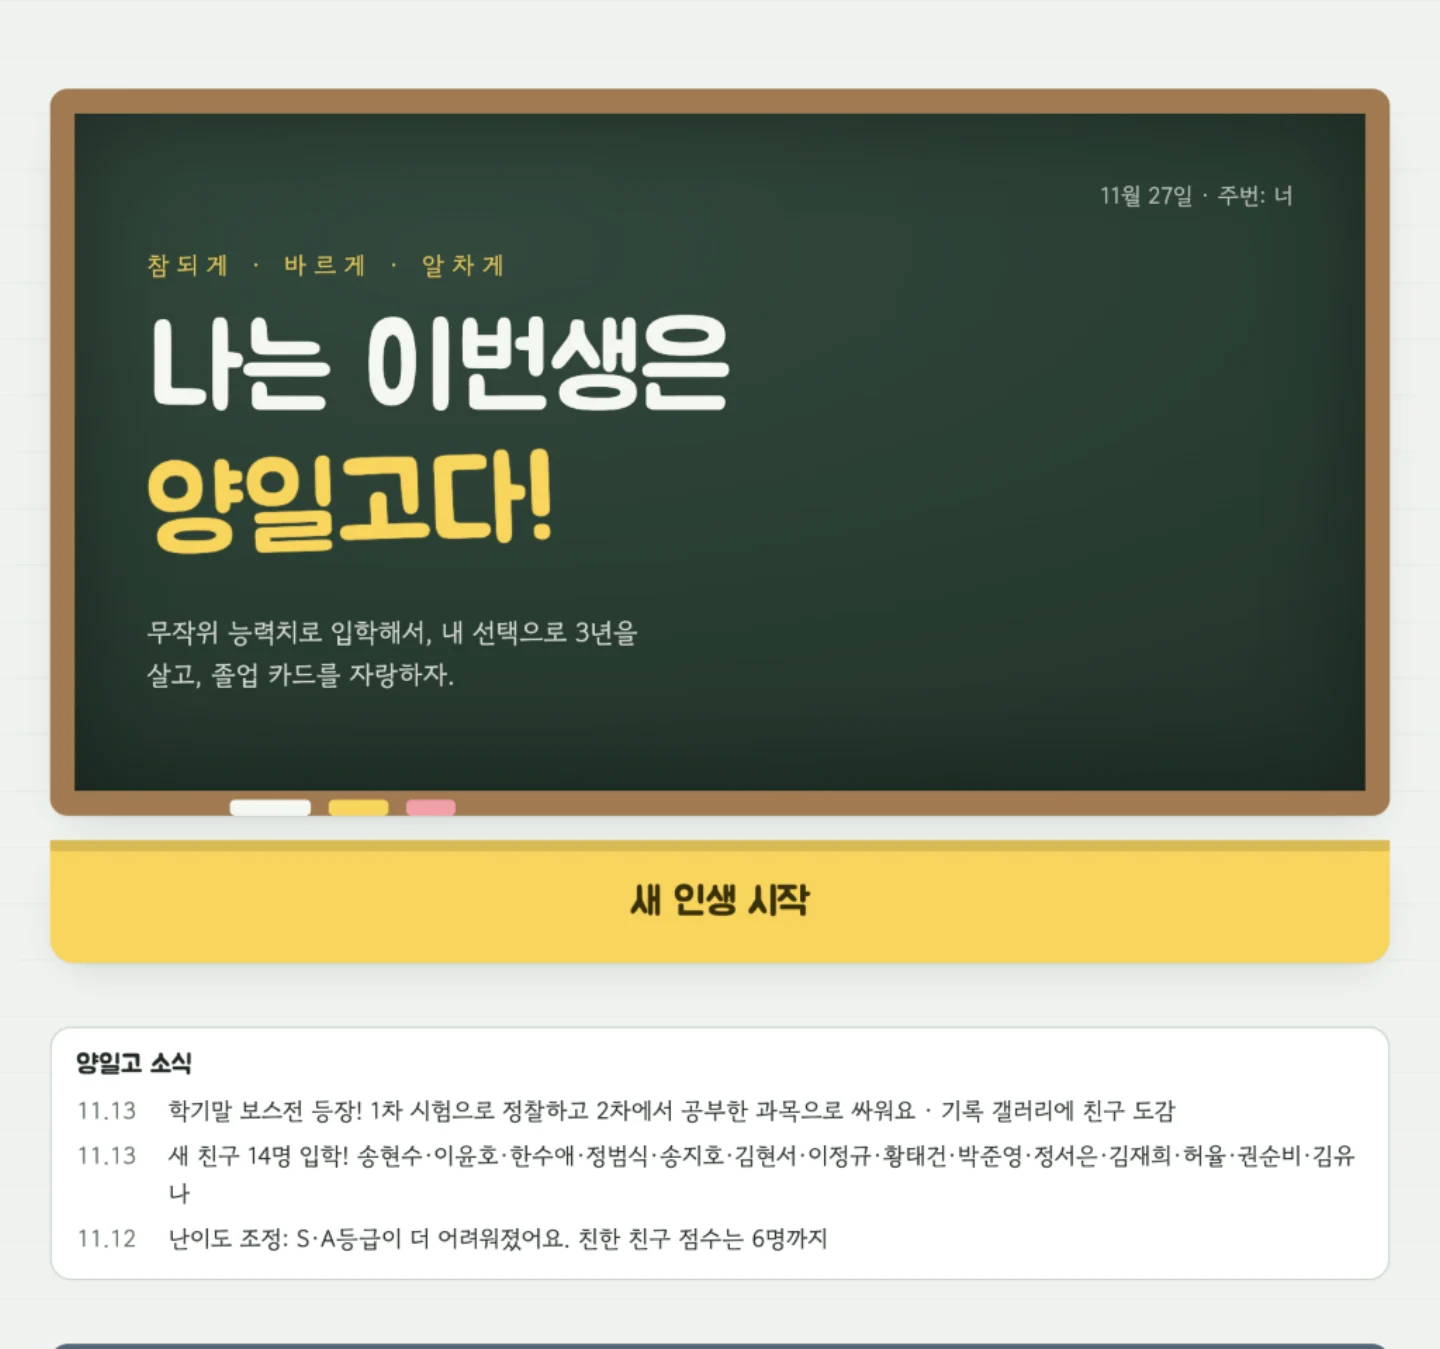 11월 27일 · 주번: 너
참되게 · 바르게 · 알차게
나는 이번생은
양일고다!
무작위 능력치로 입학해서, 내 선택으로 3년을
살고, 졸업 카드를 자랑하자.
새 인생 시작
양일고 소식
11.13 학기말 보스전 등장! 1차 시험으로 정찰하고 2차에서 공부한 과목으로 싸워요 · 기록 갤러리에 친구 도감
11.13 새 친구 14명 입학! 송현수·이윤호·한수애·정범식·송지호·김현서·이정규·황태건·박준영·정서은·김재희·허율·권순비·김유
나
11.12 난이도 조정: S·A등급이 더 어려워졌어요. 친한 친구 점수는 6명까지